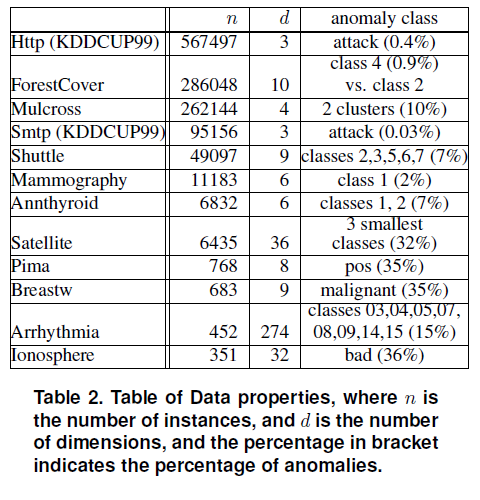 n d anomaly class
Http (KDDCUP99) 567497 3 attack (0.4%)
class 4 (0.9%)
ForestCover 286048 10 vs. class 2
Mulcross 262144 4 2 clusters (10%)
Smtp (KDDCUP99) 95156 3 attack (0.03%)
Shuttle 49097 9 classes 2,3,5,6,7 (7%)
Mammography 11183 6 class 1 (2%)
Annthyroid 6832 6 classes 1, 2 (7%)
3 smallest
Satellite 6435 36 classes (32%)
Pima 768 8 pos (35%)
Breastw 683 9 malignant (35%)
classes 03,04,05,07,
Arrhythmia 452 274 08,09,14,15 (15%)
Ionosphere 351 32 bad (36%)
Table 2. Table of Data properties, where n is
the number of instances, and d is the number
of dimensions, and the percentage in bracket
indicates the percentage of anomalies.